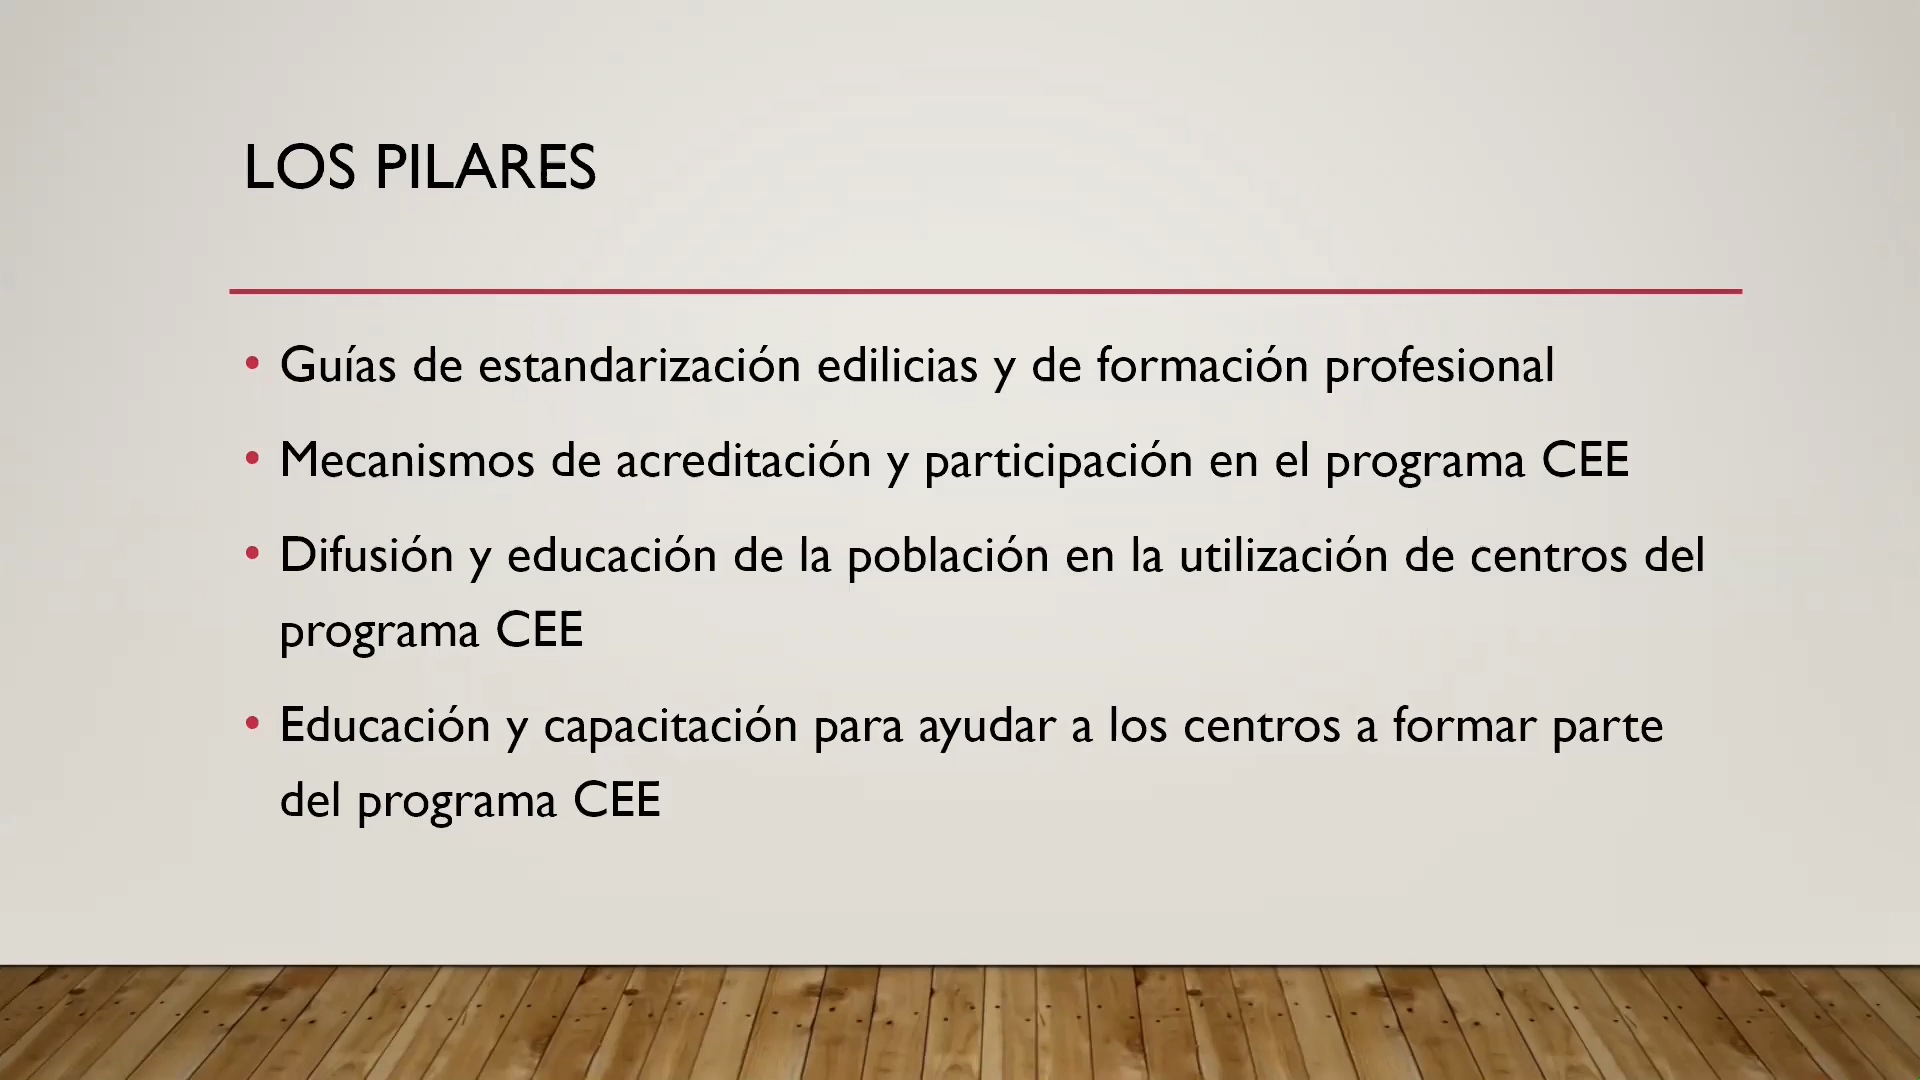 LOS PILARES
• Guías de estandarización edilicias y de formación profesional
• Mecanismos de acreditación y participación en el programa CEE
• Difusión y educación de la población en la utilización de centros del
programa CEE
• Educación y capacitación para ayudar a los centros a formar parte
del programa CEE